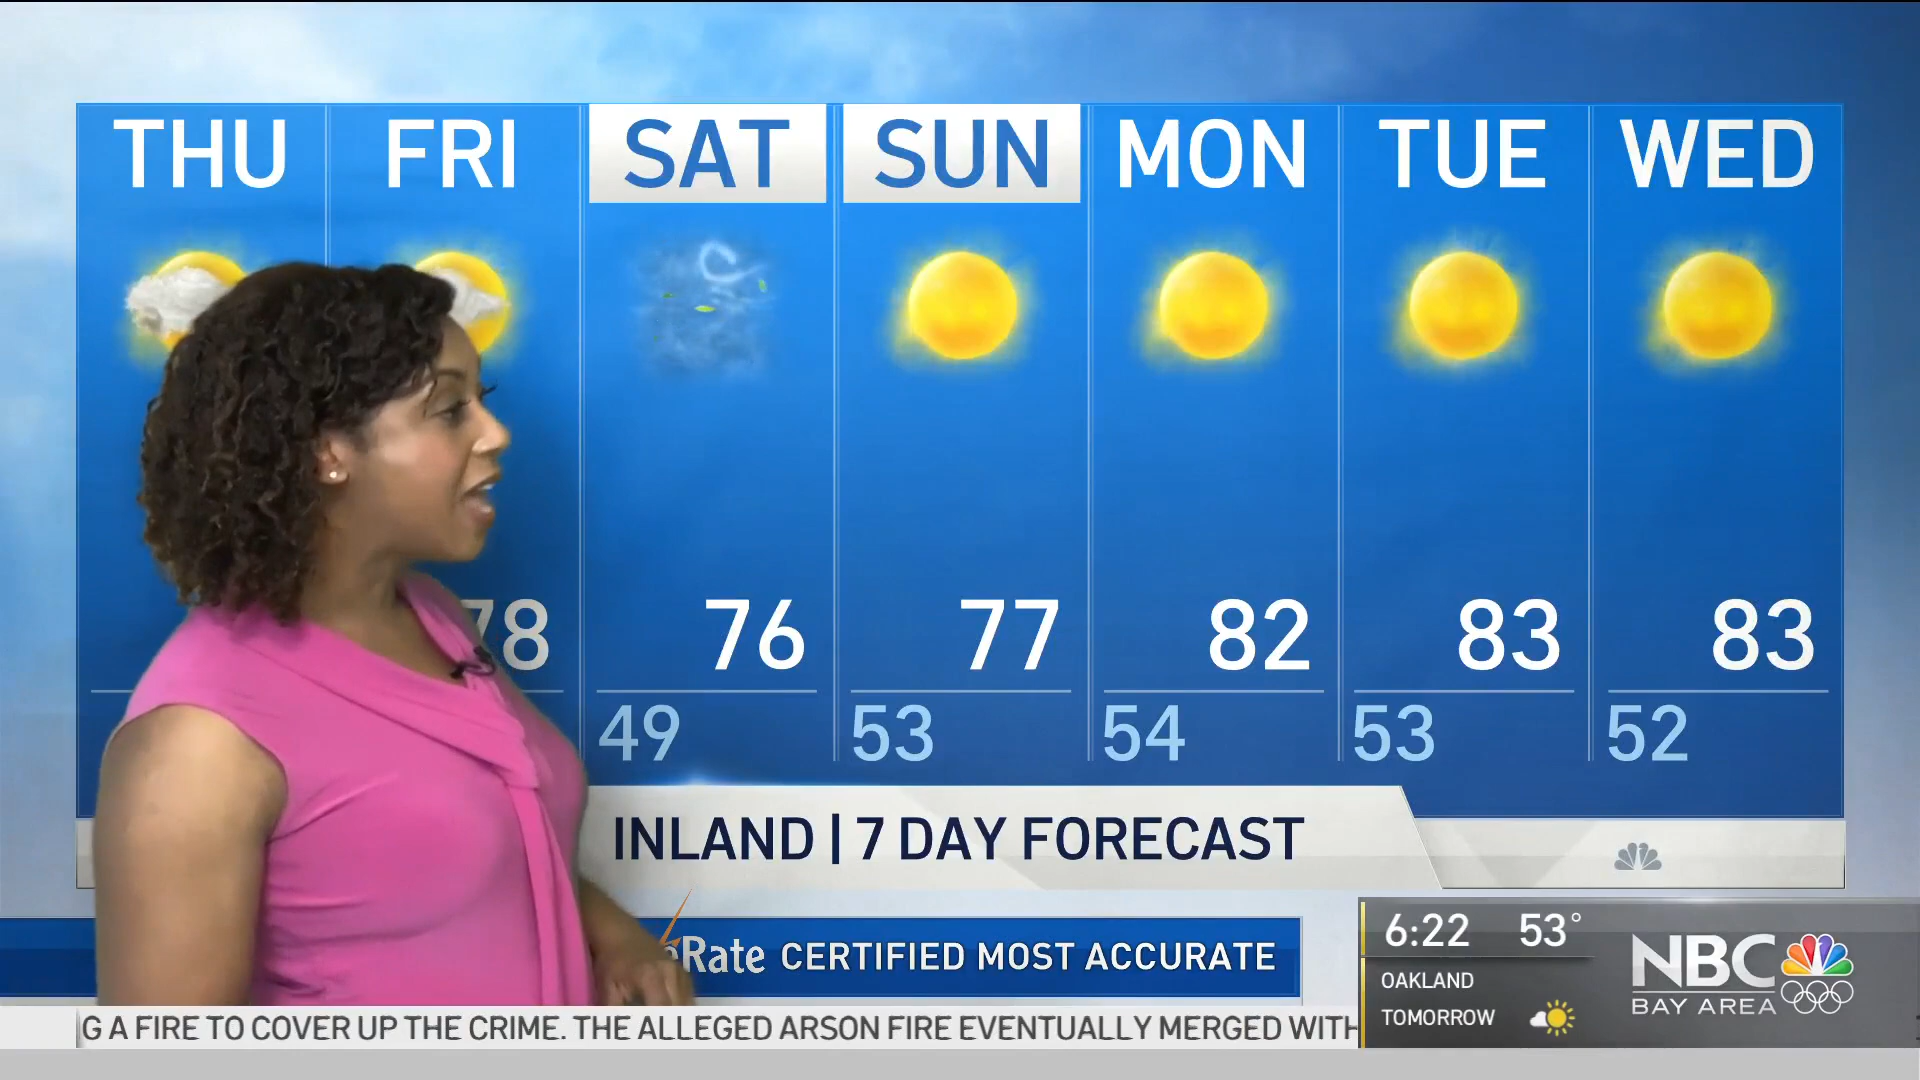 THU FRI SAT SUN MON TUE WED
78 76 77 82 83 83
49 53 54 53 52
INLAND | 7 DAY FORECAST
Rate CERTIFIED MOST ACCURATE
6:22 53°
OAKLAND
TOMORROW
NBC
BAY AREA
G A FIRE TO COVER UP THE CRIME. THE ALLEGED ARSON FIRE EVENTUALLY MERGED WITH